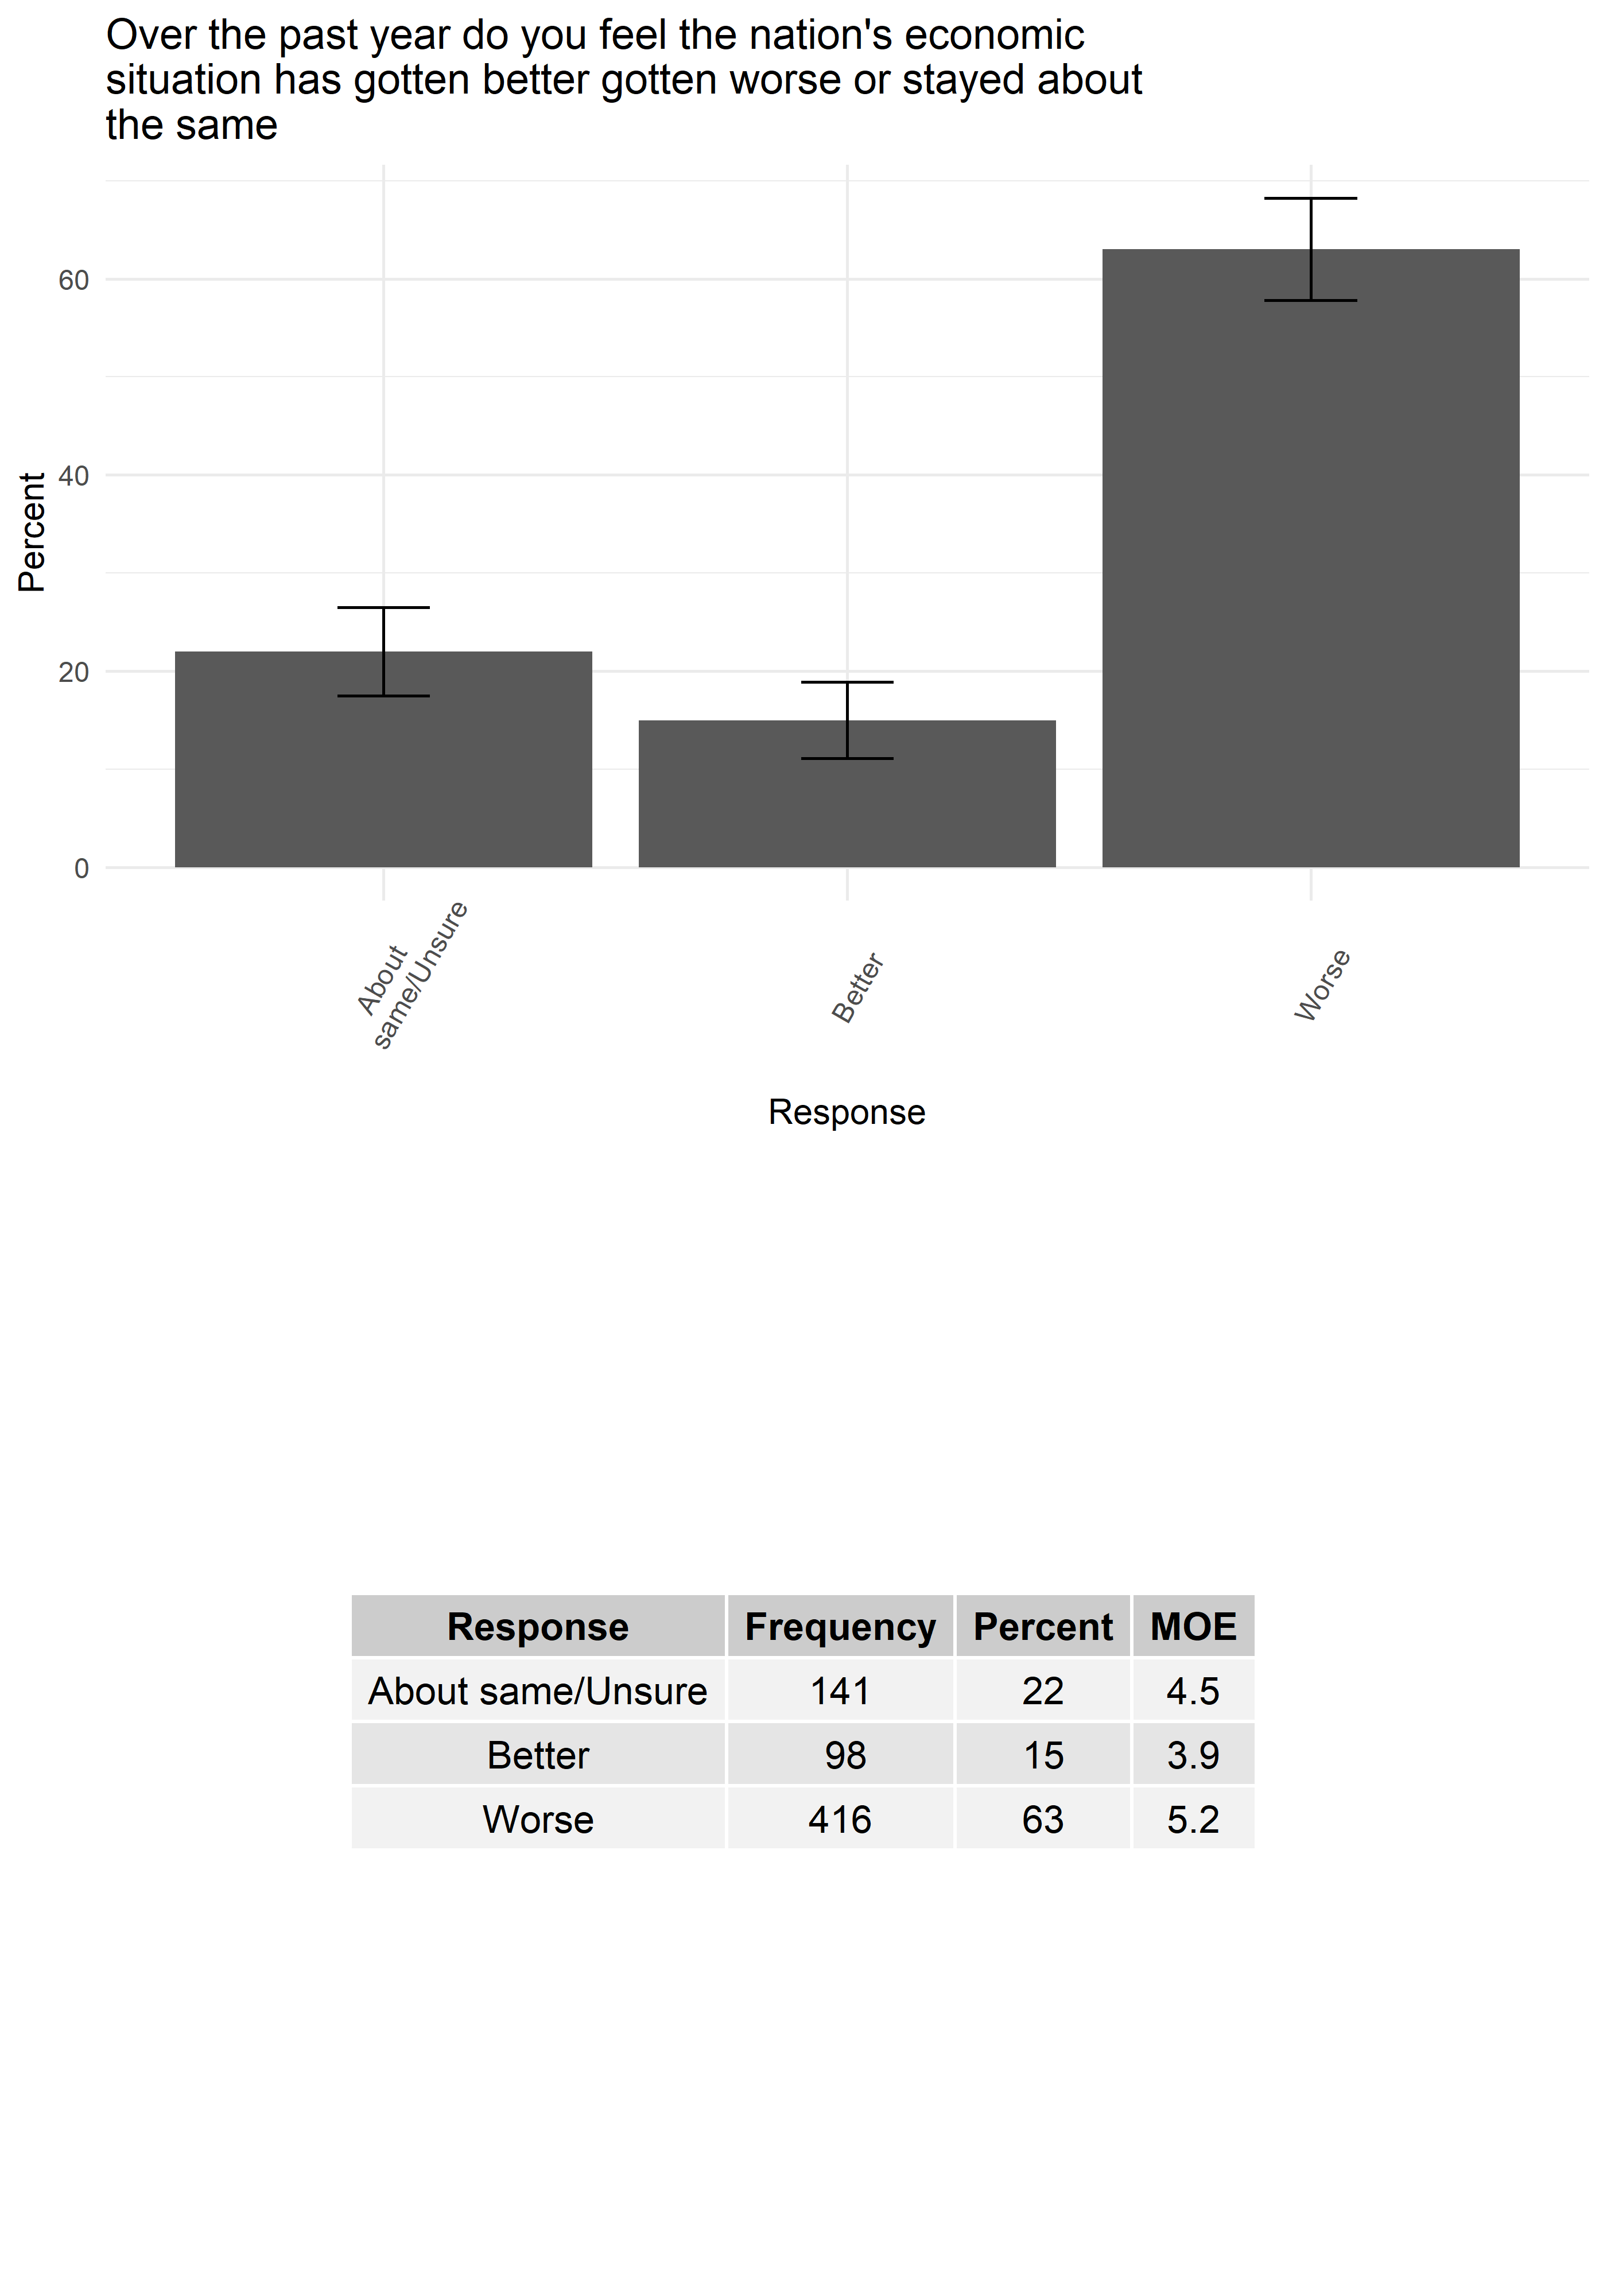 Over the past year do you feel the nation's economic
situation has gotten better gotten worse or stayed about
the same
Percent
60
40
20
0
About
same/Unsure
Better
Worse
Response
Response Frequency Percent MOE
About same/Unsure 141 22 4.5
Better 98 15 3.9
Worse 416 63 5.2